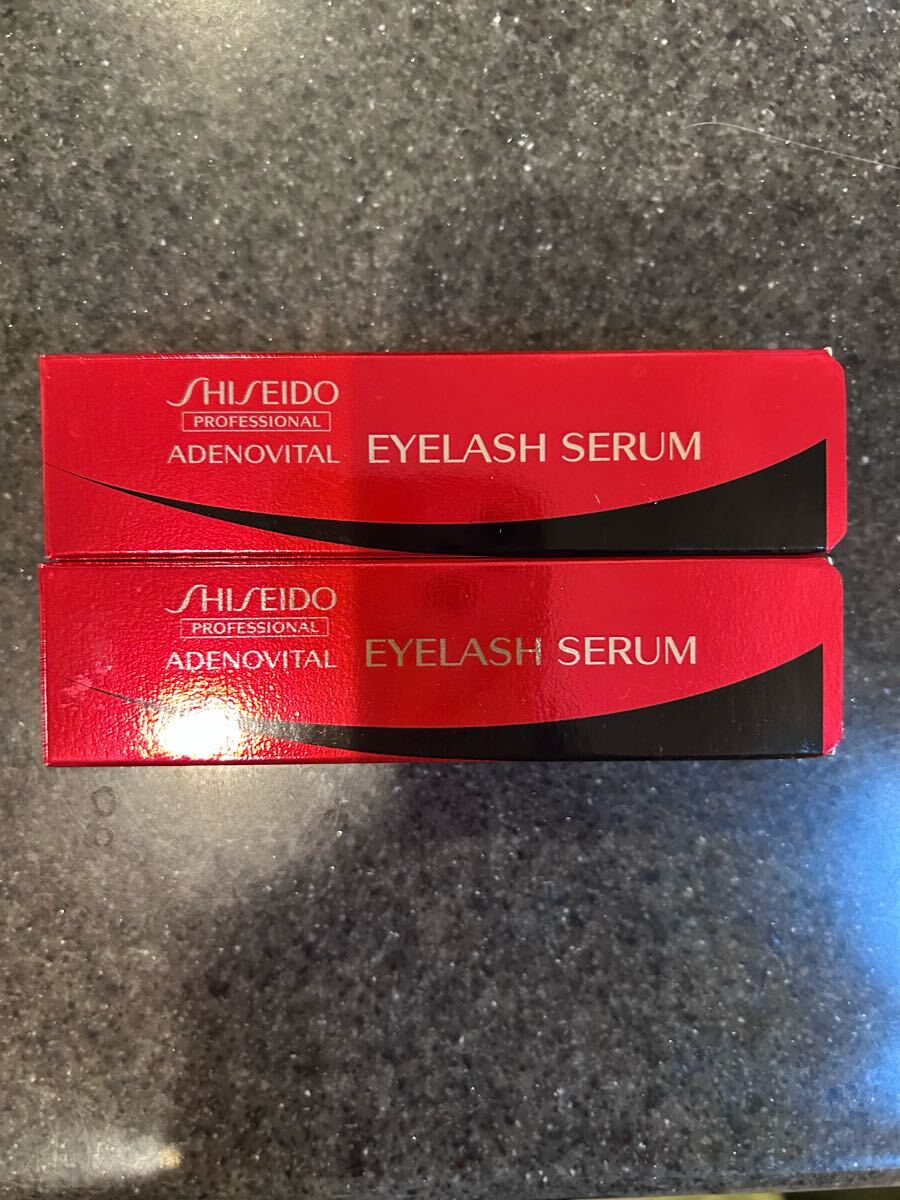 SHISEIDO
PROFESSIONAL
ADENOVITAL EYELASH SERUM
SHISEIDO
PROFESSIONAL
ADENOVITAL EYELASH SERUM